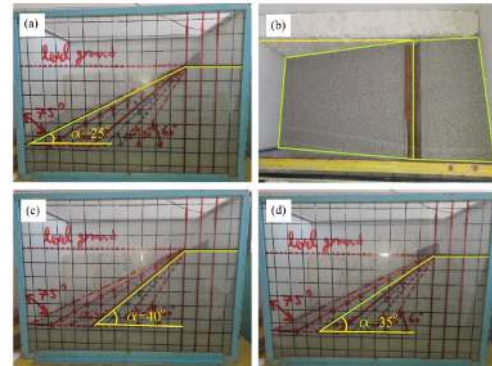 (a)
level ground
75°
α=25°
(b)
(c)
level ground
75°
α=40°
(d)
level ground
75°
α=35°